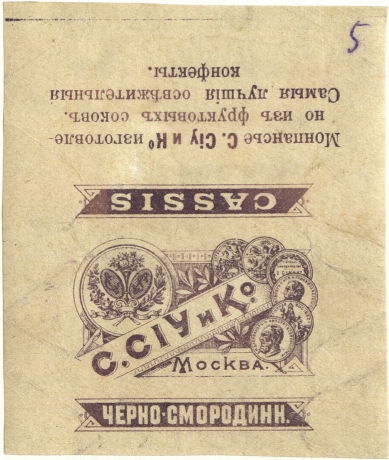 5
Монпансье С. Сіу и Ко изготовле-
но изъ фруктовыхъ соковъ.
Самыя лучшія освѣжительныя
конфекты.
CASSIS
С. СІУ и Ко.
Москва.
ЧЕРНО-СМОРОДИНН.